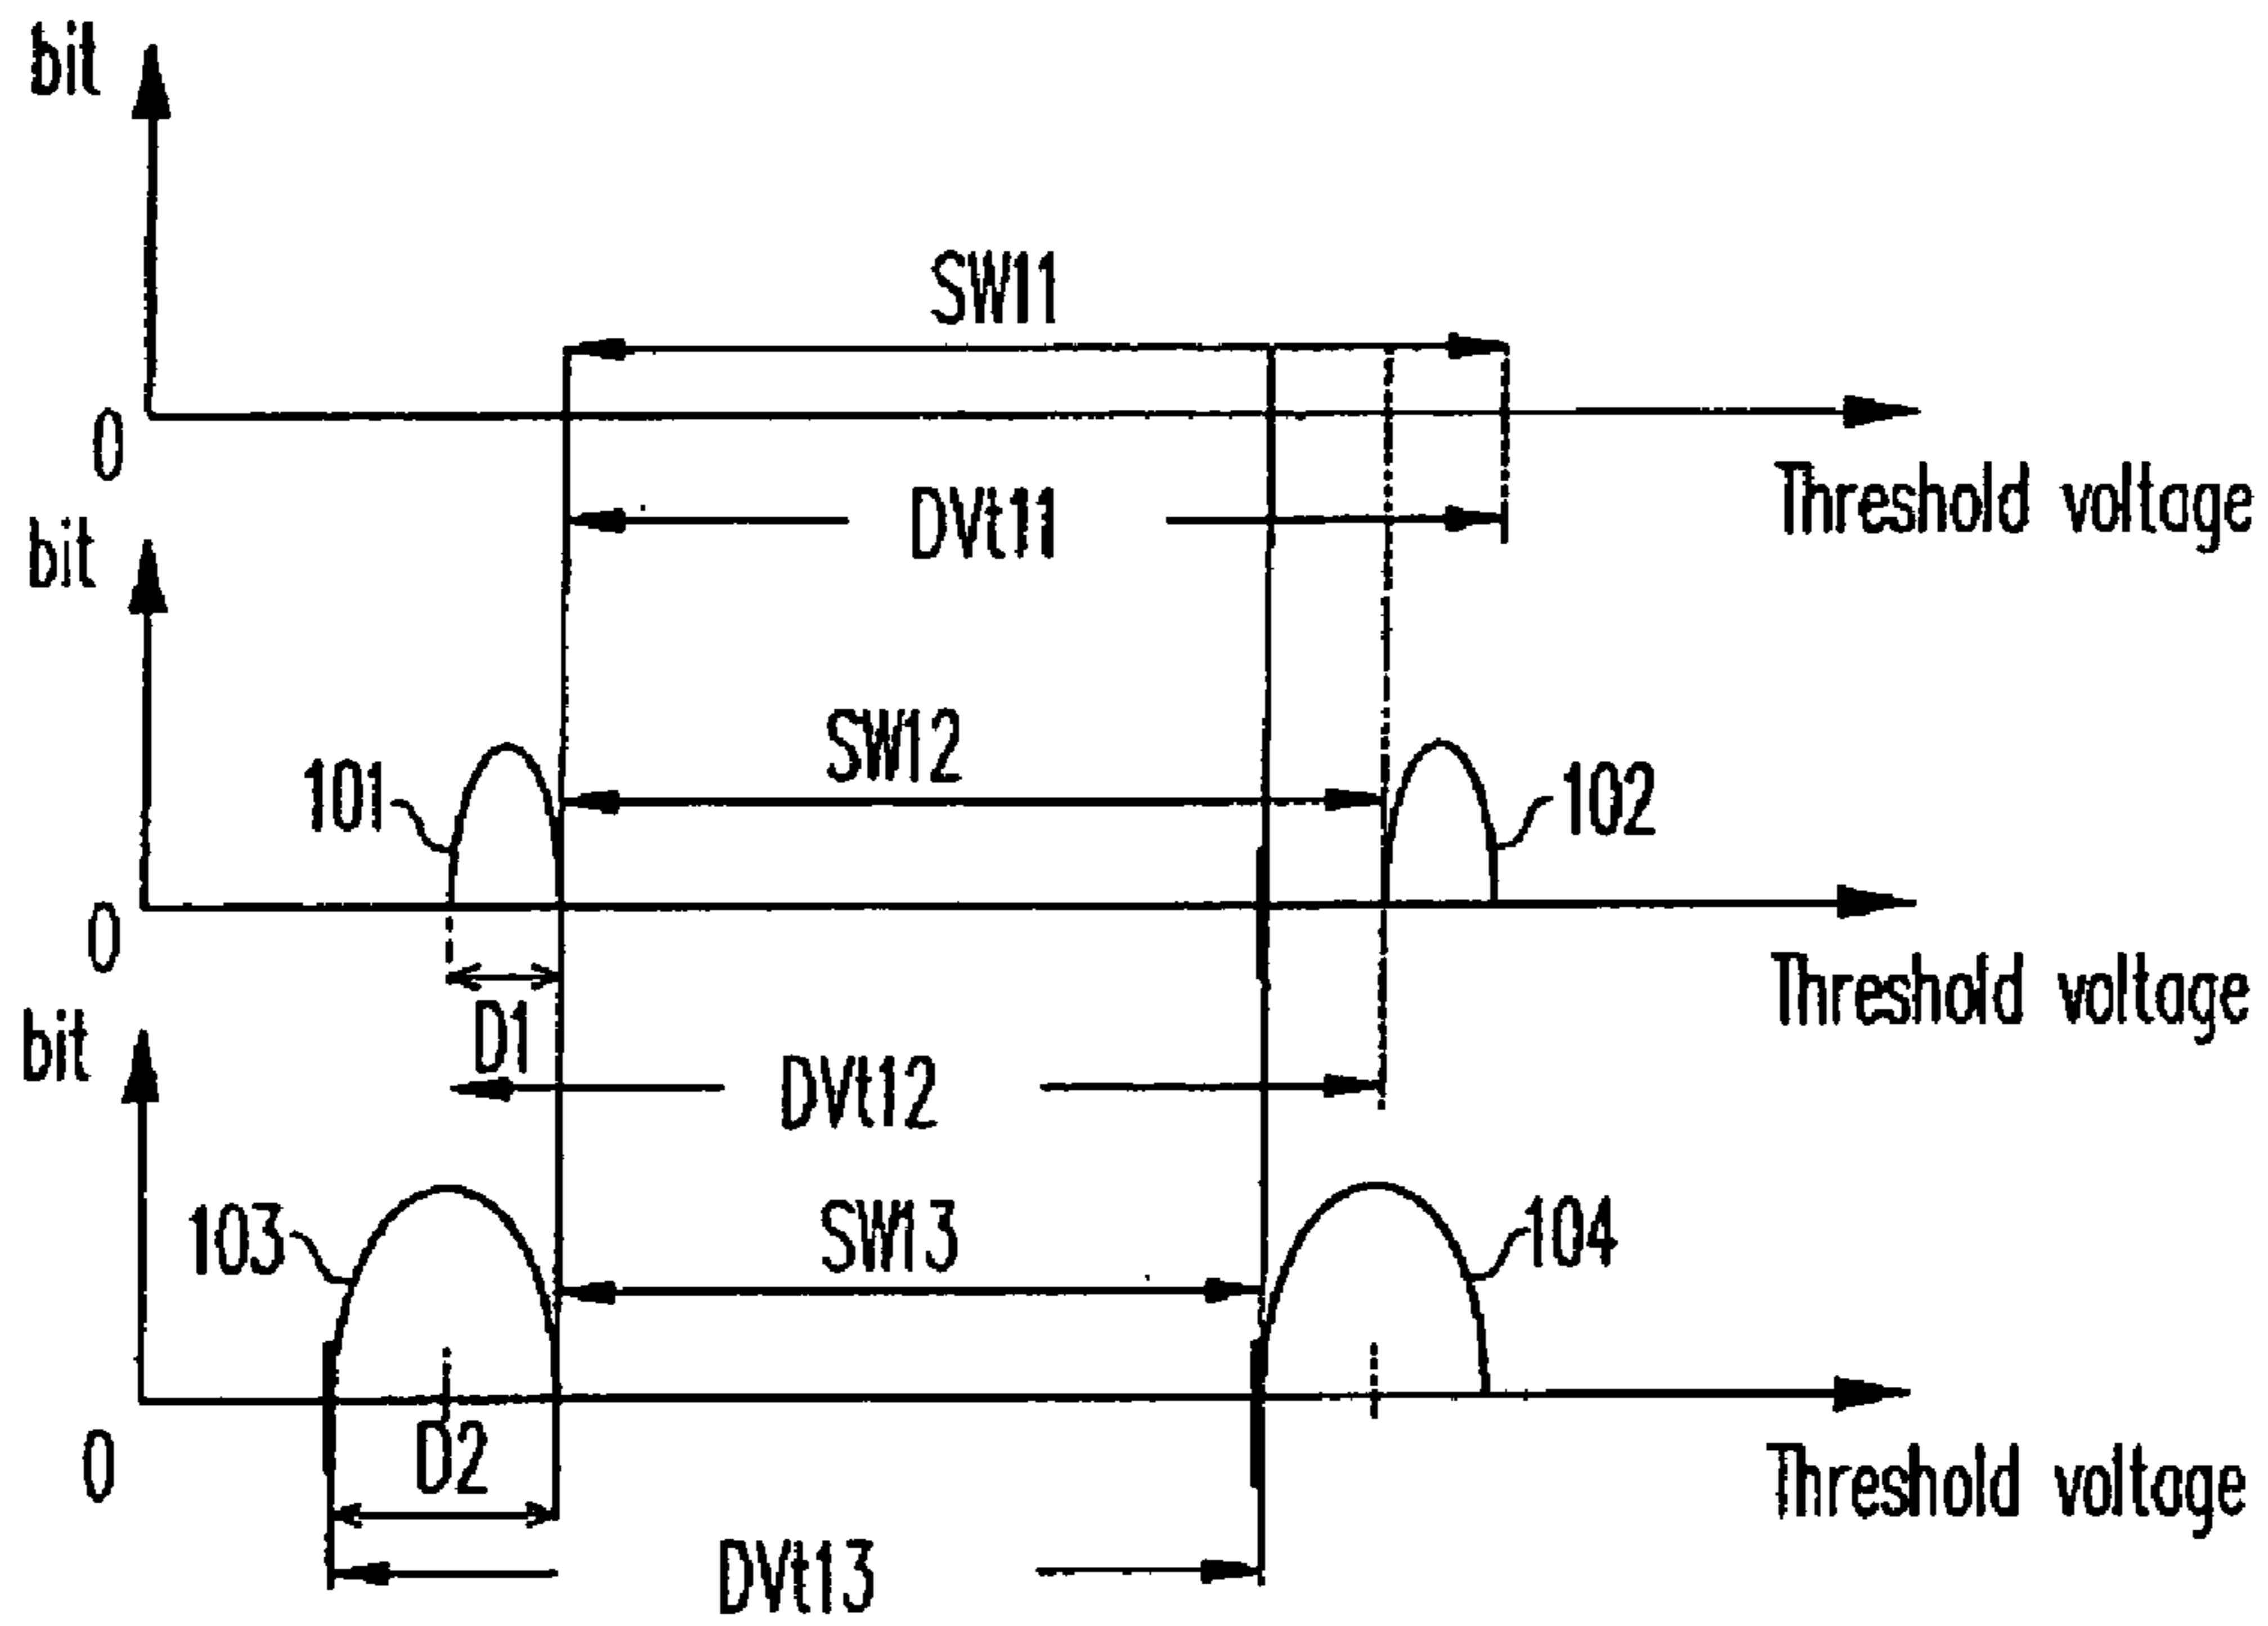 bit
SW11
0
Threshold voltage
DVt11
bit
SW12
101
102
0
Threshold voltage
D1
bit
DVt12
103
SW13
104
D2
0
Threshold voltage
DVt13